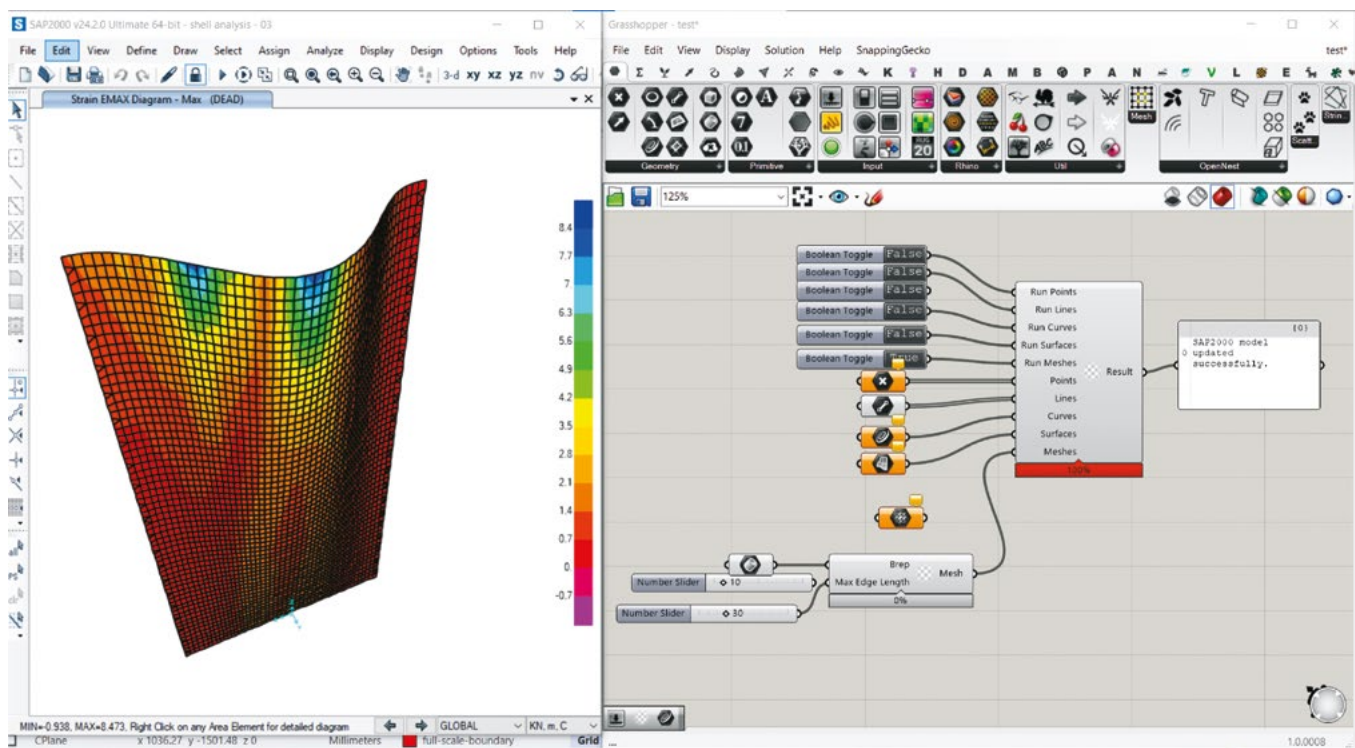 SAP2000 v24.2.0 Ultimate 64-bit - shell analysis - 03
File Edit View Define Draw Select Assign Analyze Display Design Options Tools Help
3-d xy xz yz nv
Strain EMAX Diagram - Max (DEAD)
8.4
7.7
7.
6.3
5.6
4.9
4.2
3.5
2.8
2.1
1.4
0.7
0.
-0.7
MIN=-0.938, MAX=8.473, Right Click on any Area Element for detailed diagram
GLOBAL
KN, m, C
CPlane x 1036.27 y -1501.48 z 0 Millimeters full-scale-boundary Grid
Grasshopper - test*
File Edit View Display Solution Help SnappingGecko test*
K H D A M B P A N V L E
Mesh
Strin...
Scatt...
Geometry Primitive Input Rhino Util OpenNest
125%
Boolean Toggle False
Boolean Toggle False
Boolean Toggle False
Boolean Toggle False
Boolean Toggle False
Boolean Toggle True
Run Points
Run Lines
Run Curves
Run Surfaces
Run Meshes
Points
Lines
Curves
Surfaces
Meshes
Result
100%
{0}
0 SAP2000 model
updated
successfully.
Brep
Max Edge Length
Mesh
0%
Number Slider 10
Number Slider 30
...
1.0.0008